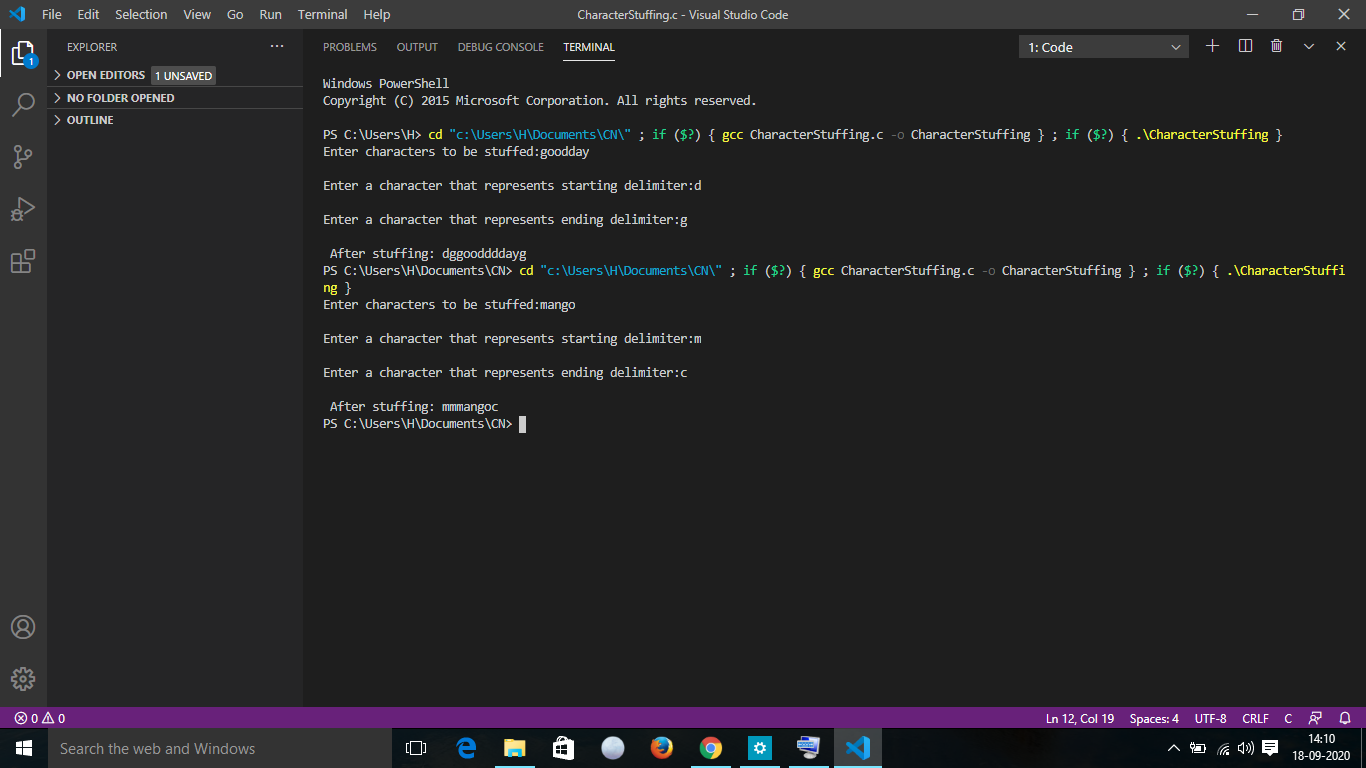 File Edit Selection View Go Run Terminal Help CharacterStuffing.c - Visual Studio Code
EXPLORER ...
1
OPEN EDITORS 1 UNSAVED
NO FOLDER OPENED
OUTLINE
PROBLEMS OUTPUT DEBUG CONSOLE TERMINAL 1: Code
Windows PowerShell
Copyright (C) 2015 Microsoft Corporation. All rights reserved.
PS C:\Users\H> cd "c:\Users\H\Documents\CN\" ; if ($?) { gcc CharacterStuffing.c -o CharacterStuffing } ; if ($?) { .\CharacterStuffing }
Enter characters to be stuffed:goodday
Enter a character that represents starting delimiter:d
Enter a character that represents ending delimiter:g
After stuffing: dggooddddayg
PS C:\Users\H\Documents\CN> cd "c:\Users\H\Documents\CN\" ; if ($?) { gcc CharacterStuffing.c -o CharacterStuffing } ; if ($?) { .\CharacterStuffi
ng }
Enter characters to be stuffed:mango
Enter a character that represents starting delimiter:m
Enter a character that represents ending delimiter:c
After stuffing: mmmangoc
PS C:\Users\H\Documents\CN>
0 0 Ln 12, Col 19 Spaces: 4 UTF-8 CRLF C
Search the web and Windows
14:10
18-09-2020